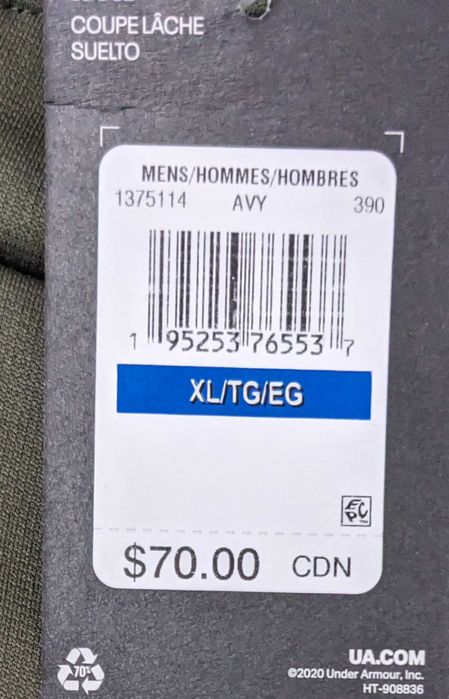 COUPE LÂCHE
SUELTO
MENS/HOMMES/HOMBRES
1375114 AVY 390
1 95253 76553 7
XL/TG/EG
EPC
$70.00 CDN
70%
UA.COM
©2020 Under Armour, Inc.
HT-908836